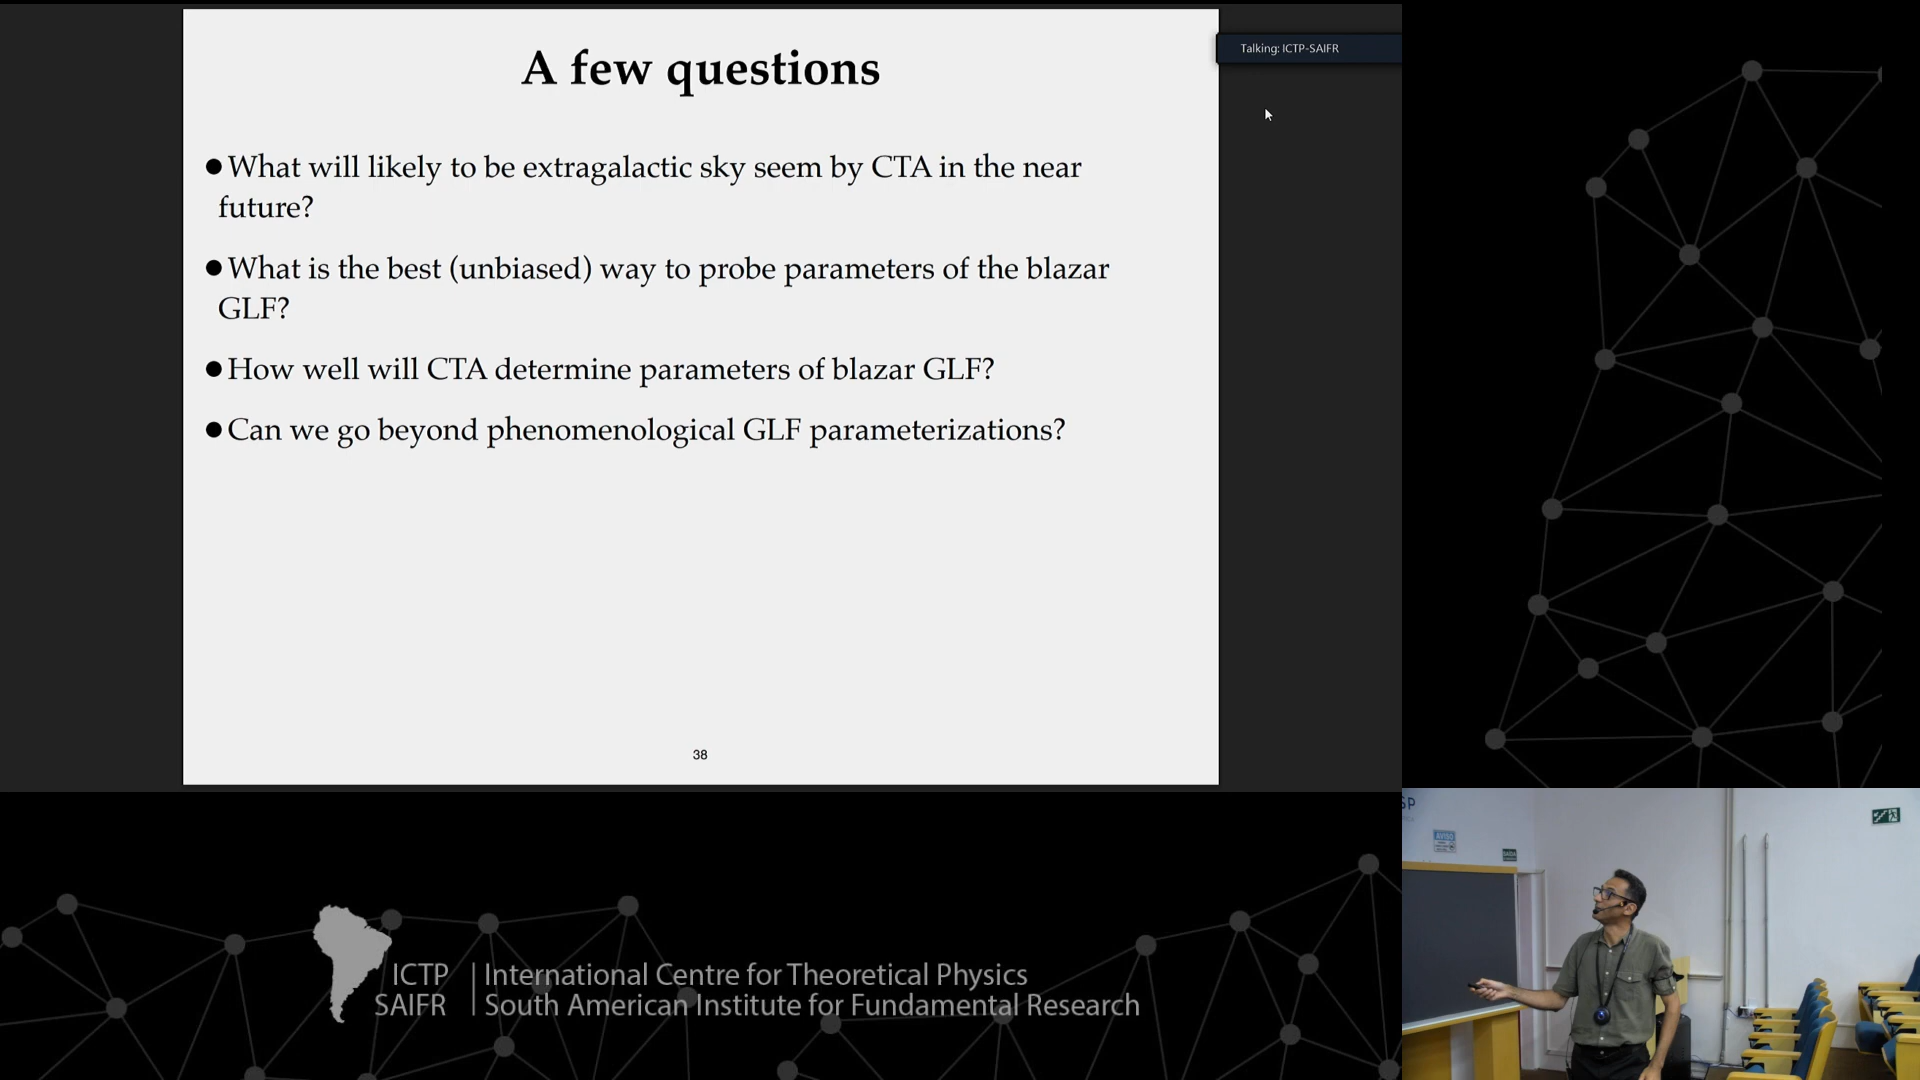 A few questions
Talking: ICTP-SAIFR
●What will likely to be extragalactic sky seem by CTA in the near
future?
●What is the best (unbiased) way to probe parameters of the blazar
GLF?
●How well will CTA determine parameters of blazar GLF?
●Can we go beyond phenomenological GLF parameterizations?
38
ICTP | International Centre for Theoretical Physics
SAIFR | South American Institute for Fundamental Research
AVISO